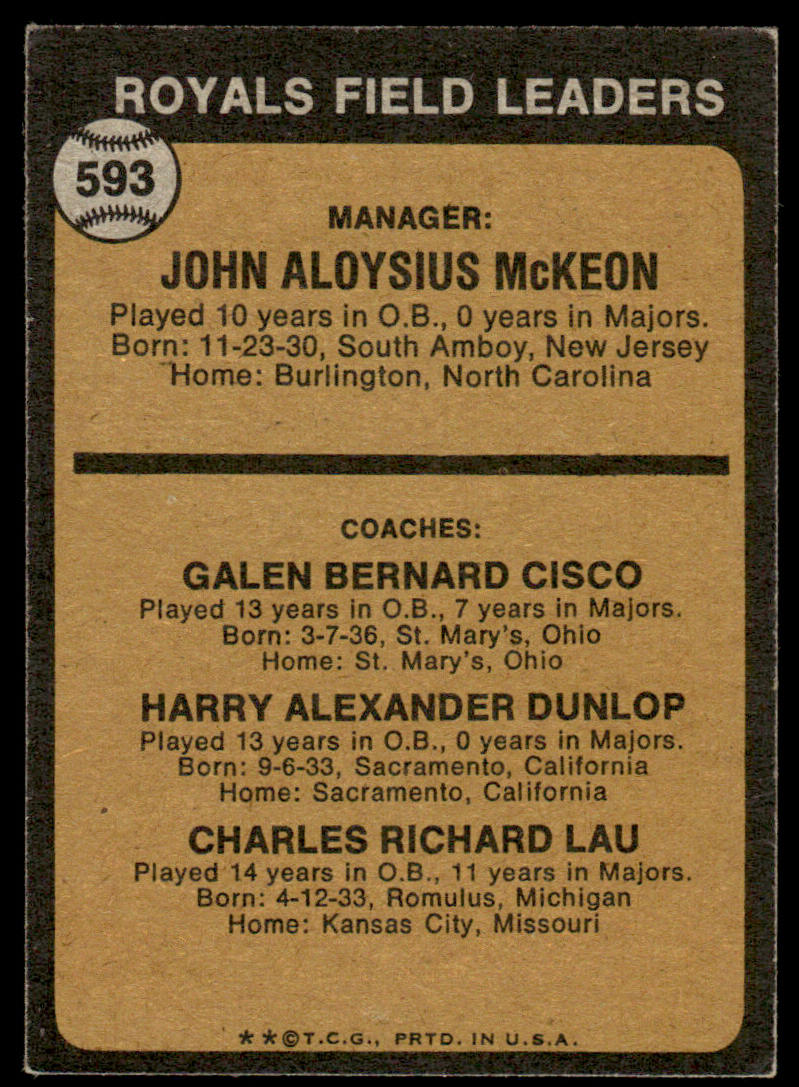 ROYALS FIELD LEADERS
593
MANAGER:
JOHN ALOYSIUS McKEON
Played 10 years in O.B., 0 years in Majors.
Born: 11-23-30, South Amboy, New Jersey
Home: Burlington, North Carolina
COACHES:
GALEN BERNARD CISCO
Played 13 years in O.B., 7 years in Majors.
Born: 3-7-36, St. Mary's, Ohio
Home: St. Mary's, Ohio
HARRY ALEXANDER DUNLOP
Played 13 years in O.B., 0 years in Majors.
Born: 9-6-33, Sacramento, California
Home: Sacramento, California
CHARLES RICHARD LAU
Played 14 years in O.B., 11 years in Majors.
Born: 4-12-33, Romulus, Michigan
Home: Kansas City, Missouri
**©T.C.G., PRTD. IN U.S.A.